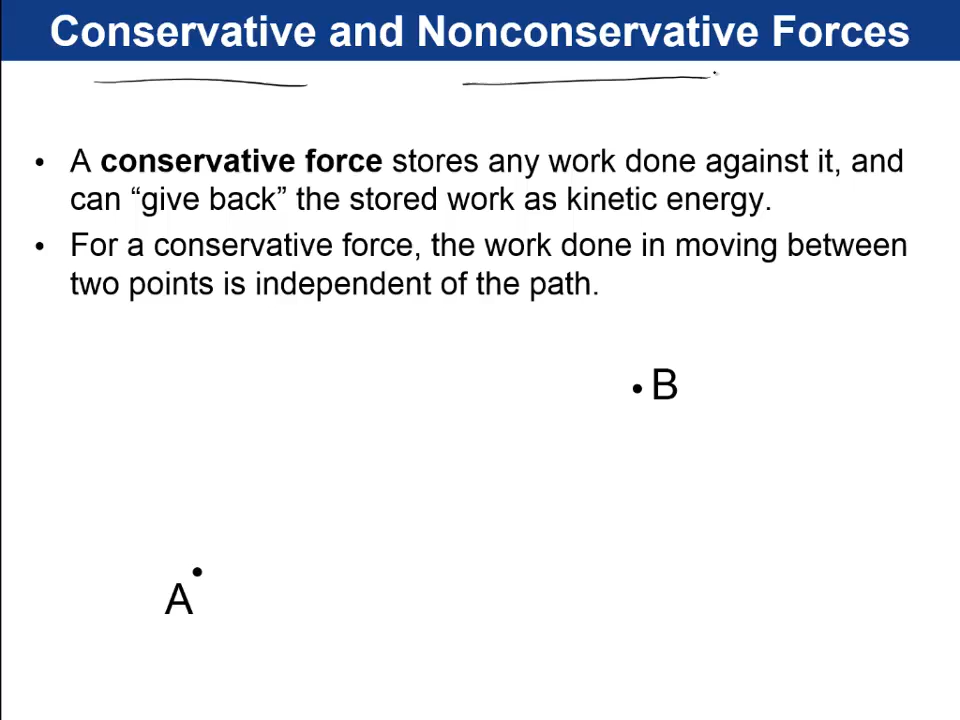 Conservative and Nonconservative Forces
• A conservative force stores any work done against it, and
can “give back” the stored work as kinetic energy.
• For a conservative force, the work done in moving between
two points is independent of the path.
B
A